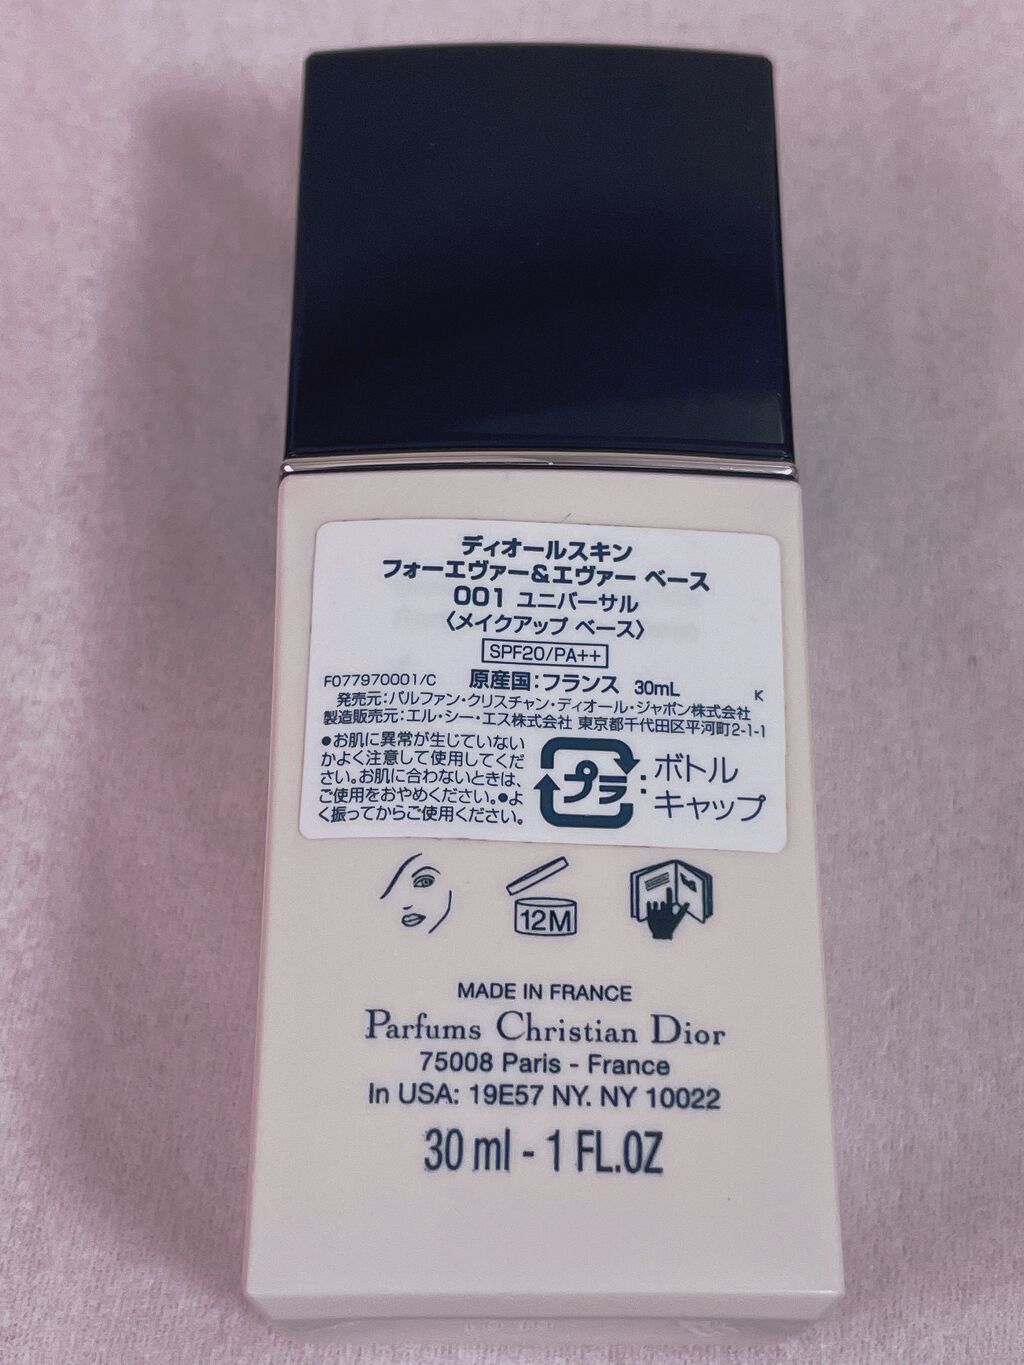 ディオールスキン
フォーエヴァー&エヴァー ベース
001 ユニバーサル
〈メイクアップ ベース〉
SPF20/PA++
F077970001/C 原産国:フランス 30mL K
発売元:パルファン・クリスチャン・ディオール・ジャポン株式会社
製造販売元:エル・シー・エス株式会社 東京都千代田区平河町2-1-1
●お肌に異常が生じていない
かよく注意して使用してくだ
さい。お肌に合わないときは、
ご使用をおやめください。●よ
く振ってからご使用ください。
プラ : ボトル
キャップ
12M
MADE IN FRANCE
Parfums Christian Dior
75008 Paris - France
In USA: 19E57 NY. NY 10022
30 ml - 1 FL.OZ